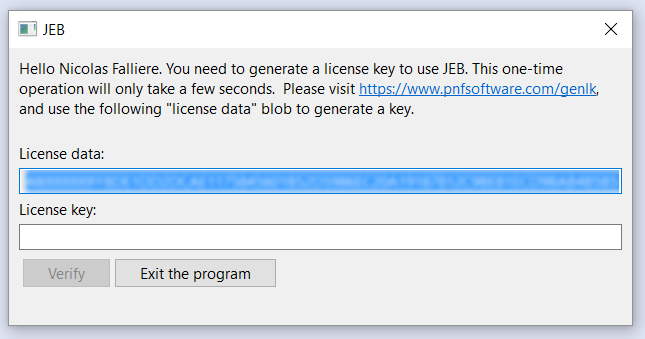 JEB
Hello Nicolas Falliere. You need to generate a license key to use JEB. This one-time
operation will only take a few seconds.  Please visit https://www.pnfsoftware.com/genlk,
and use the following "license data" blob to generate a key.
License data:
License key:
Verify
Exit the program